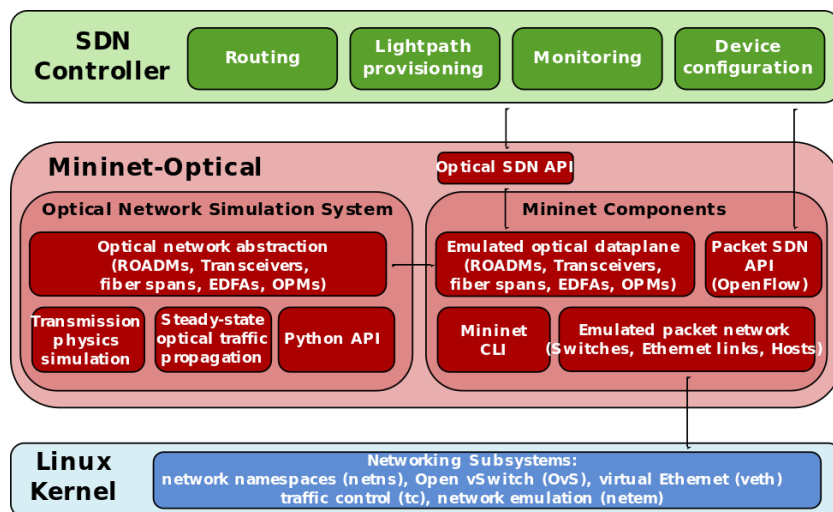 SDN
Controller
Routing
Lightpath
provisioning
Monitoring
Device
configuration
Mininet-Optical
Optical SDN API
Optical Network Simulation System
Optical network abstraction
(ROADMs, Transceivers,
fiber spans, EDFAs, OPMs)
Transmission
physics
simulation
Steady-state
optical traffic
propagation
Python API
Mininet Components
Emulated optical dataplane
(ROADMs, Transceivers,
fiber spans, EDFAs, OPMs)
Packet SDN
API
(OpenFlow)
Mininet
CLI
Emulated packet network
(Switches, Ethernet links, Hosts)
Linux
Kernel
Networking Subsystems:
network namespaces (netns), Open vSwitch (OvS), virtual Ethernet (veth)
traffic control (tc), network emulation (netem)